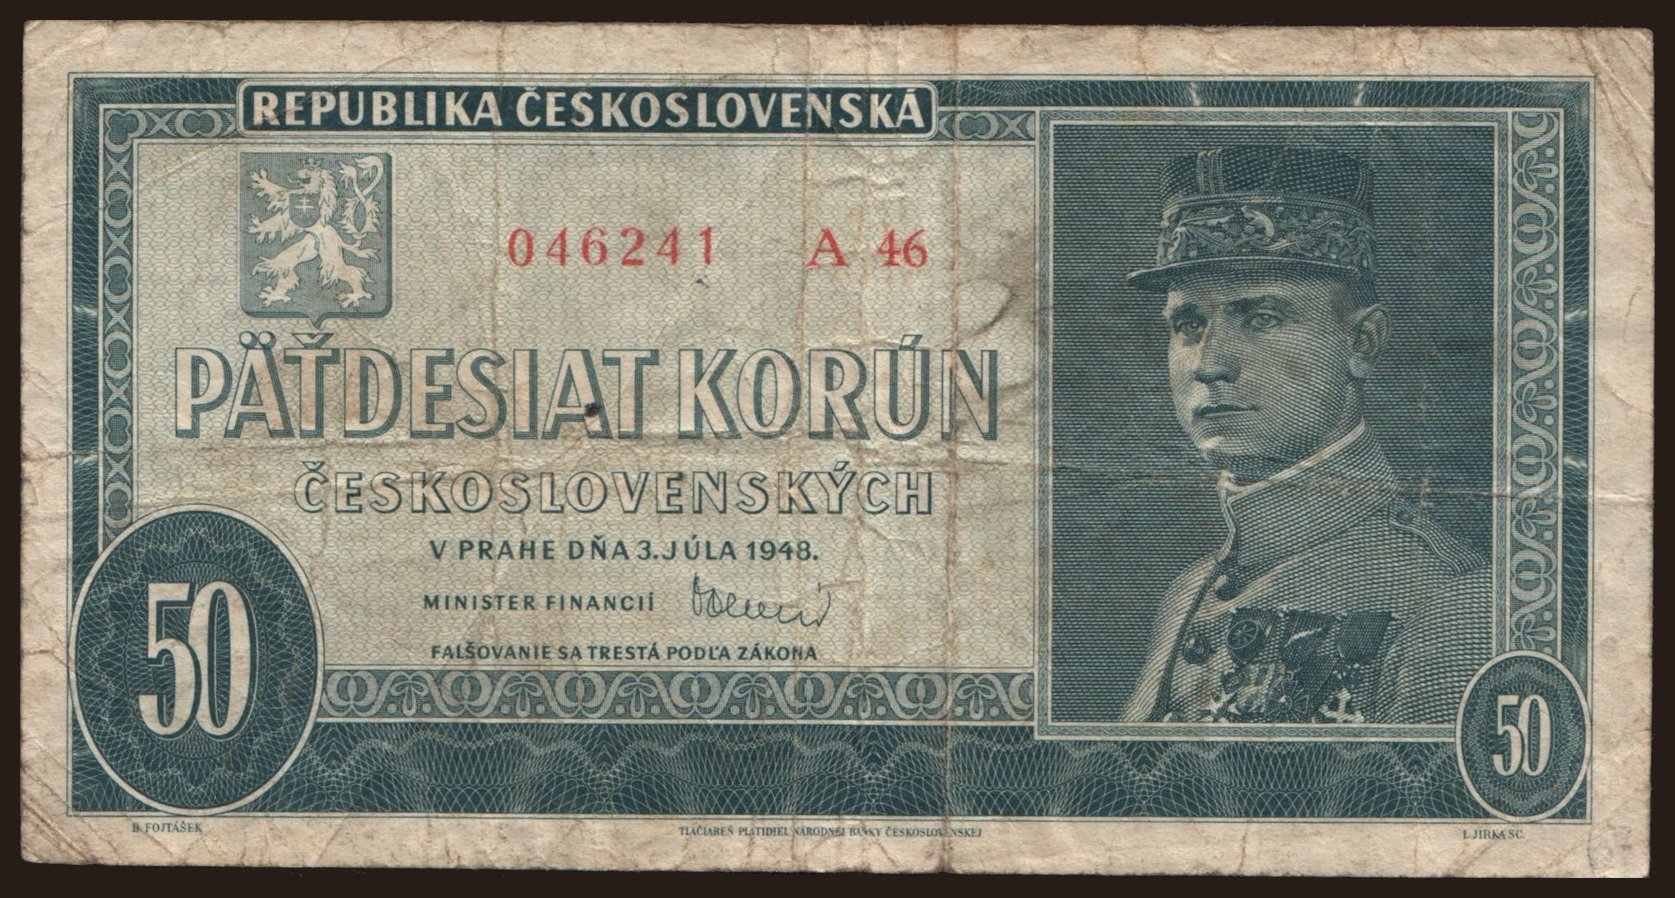 REPUBLIKA ČESKOSLOVENSKÁ
046241 A 46
PÄŤDESIAT KORÚN
ČESKOSLOVENSKÝCH
V PRAHE DŇA 3. JÚLA 1948.
MINISTER FINANCIÍ
FALŠOVANIE SA TRESTÁ PODĽA ZÁKONA
50
50
B. FOJTÁŠEK
TLAČIAREŇ PLATIDIEL NÁRODNEJ BANKY ČESKOSLOVENSKEJ
I. JIRKA SC.